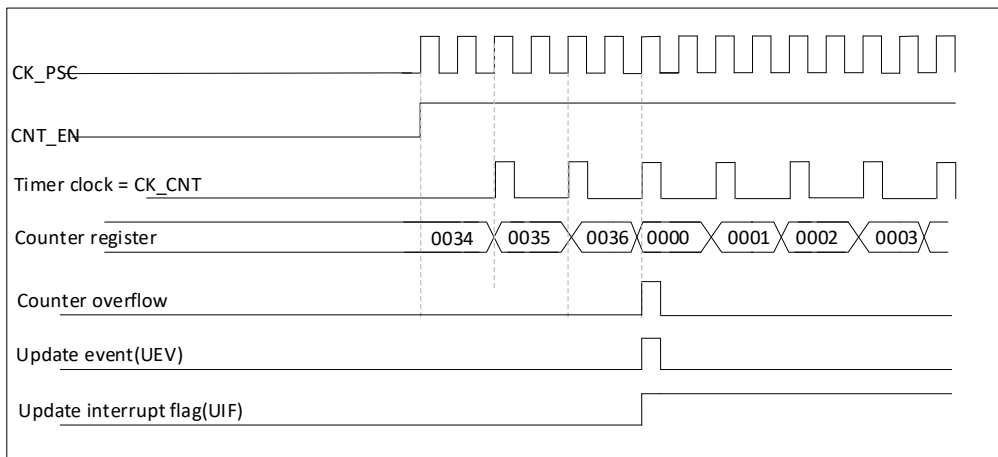 CK_PSC
CNT_EN
Timer clock = CK_CNT
Counter register 0034 0035 0036 0000 0001 0002 0003
Counter overflow
Update event(UEV)
Update interrupt flag(UIF)